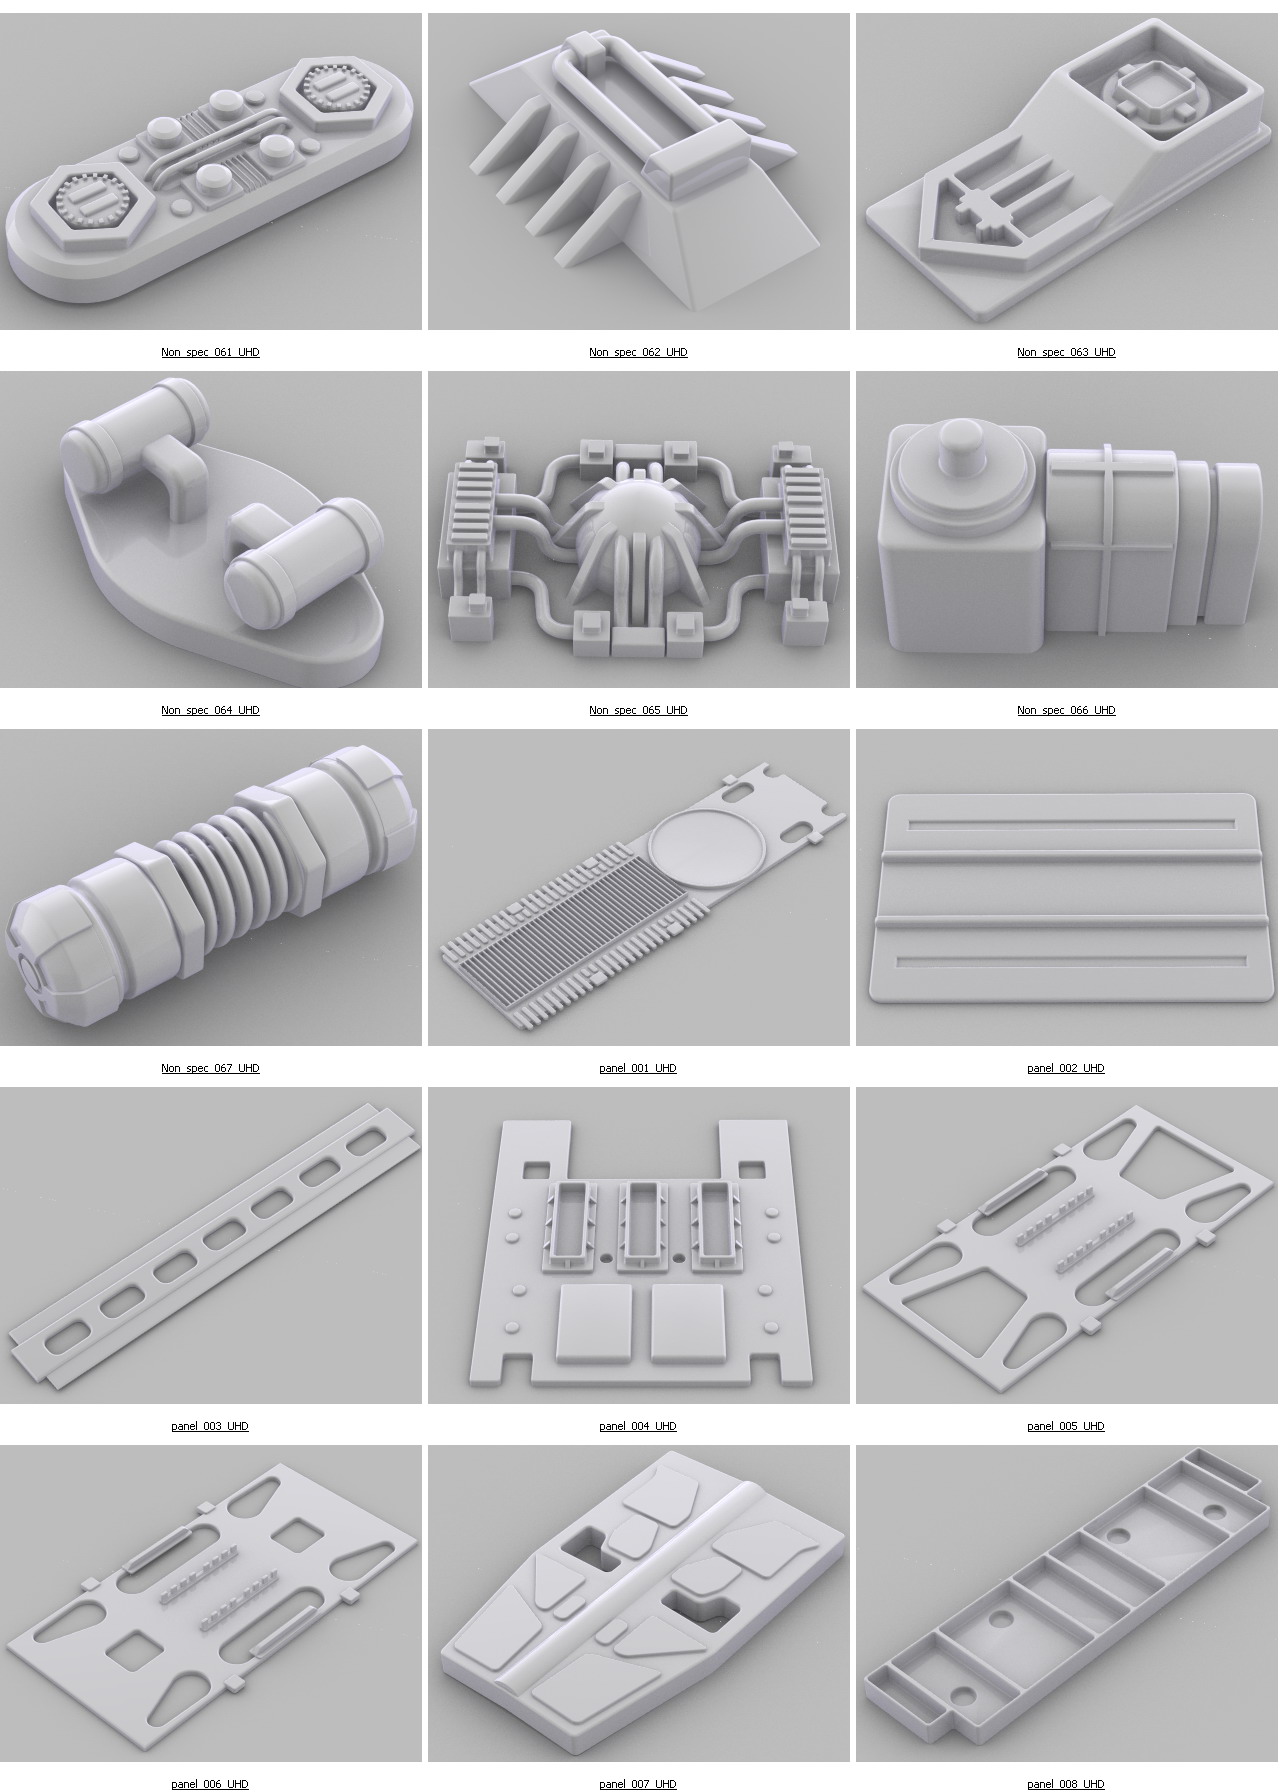 Non_spec_061_UHD
Non_spec_062_UHD
Non_spec_063_UHD
Non_spec_064_UHD
Non_spec_065_UHD
Non_spec_066_UHD
Non_spec_067_UHD
panel_001_UHD
panel_002_UHD
panel_003_UHD
panel_004_UHD
panel_005_UHD
panel_006_UHD
panel_007_UHD
panel_008_UHD